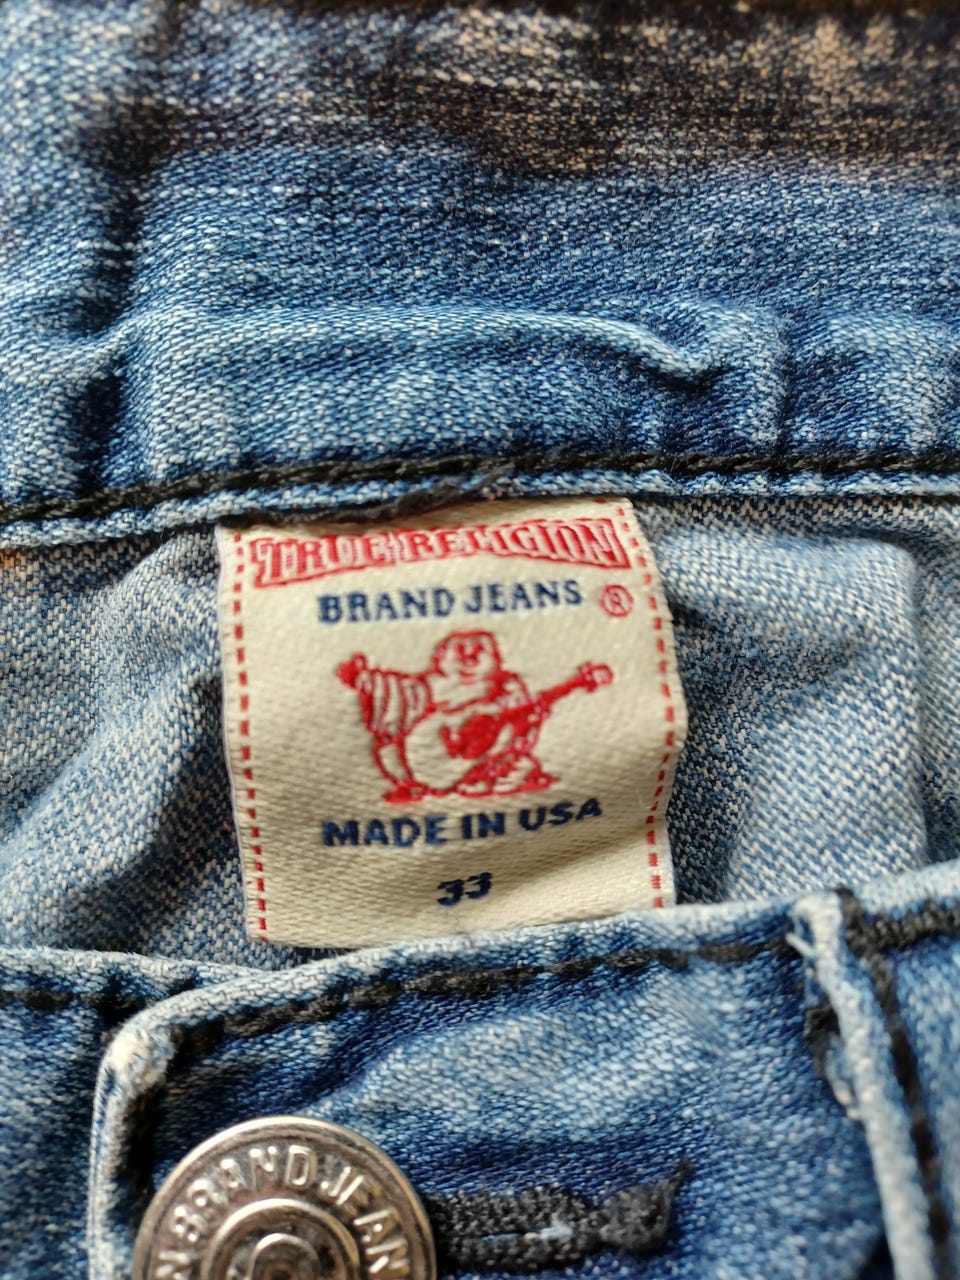 TRUE RELIGION
BRAND JEANS ®
MADE IN USA
33
BRAND JEAN